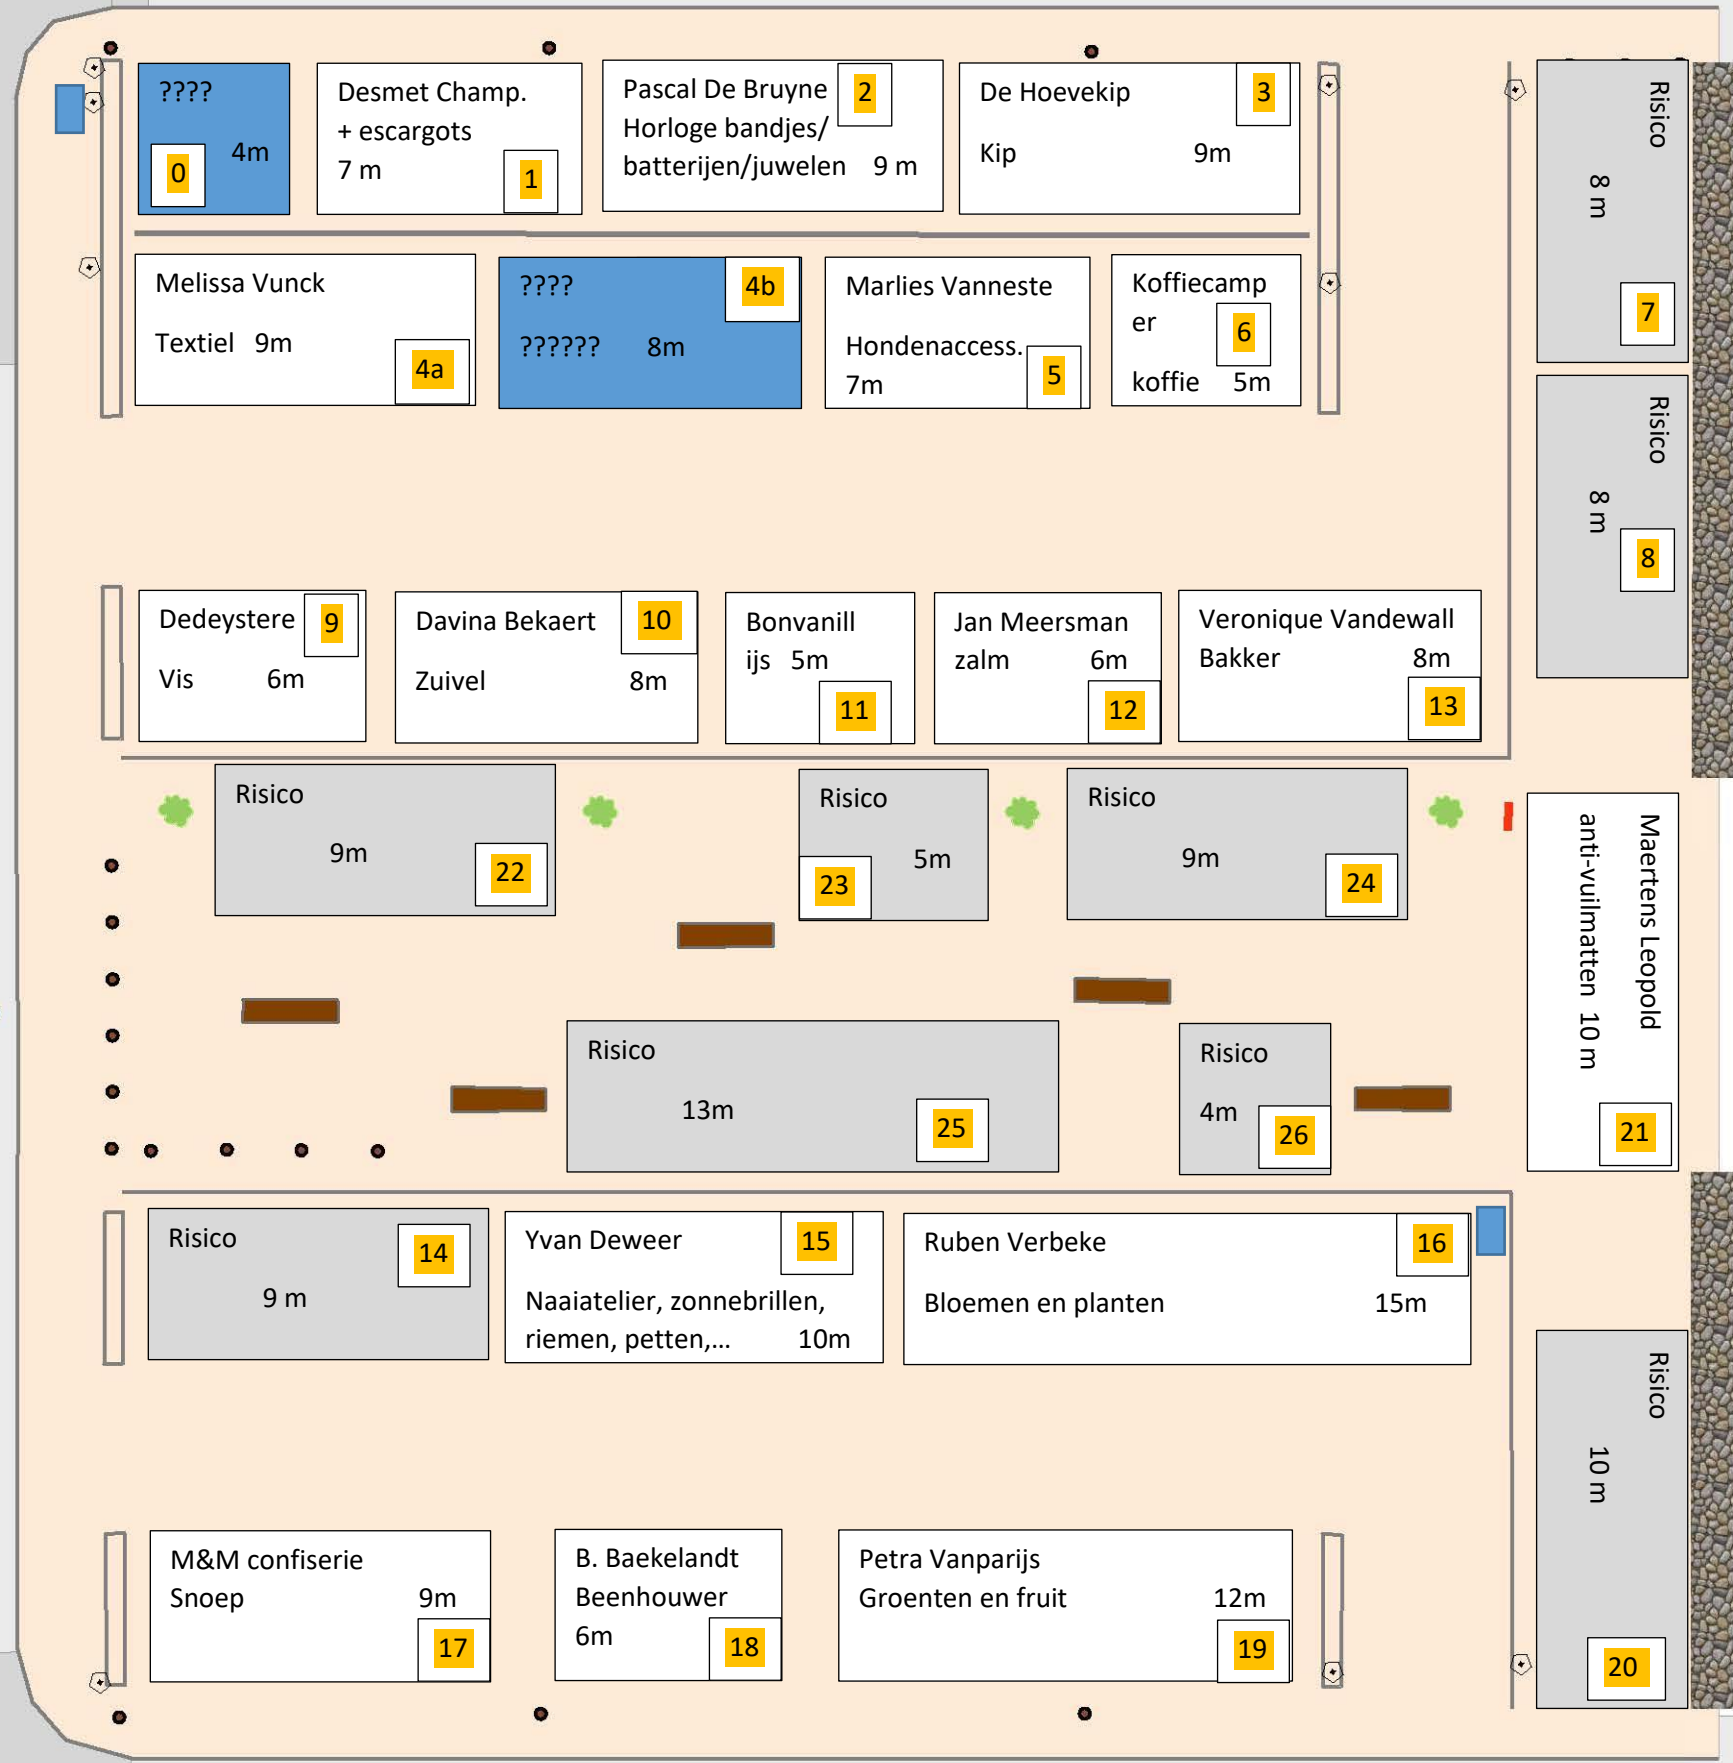 ????
4m
0
Desmet Champ.
+ escargots
7 m
1
Pascal De Bruyne
2
Horloge bandjes/
batterijen/juwelen 9 m
De Hoevekip
3
Kip 9m
Risico
8 m
7
Melissa Vunck
Textiel 9m
4a
????
4b
?????? 8m
Marlies Vanneste
Hondenaccess.
7m
5
Koffiecamp
er
6
koffie 5m
Risico
8 m
8
Dedeystere
9
Vis 6m
Davina Bekaert
10
Zuivel 8m
Bonvanill
ijs 5m
11
Jan Meersman
zalm 6m
12
Veronique Vandewall
Bakker 8m
13
Risico
9m
22
Risico
5m
23
Risico
9m
24
Maertens Leopold
anti-vuilmatten 10 m
21
Risico
13m
25
Risico
4m
26
Risico
14
9 m
Yvan Deweer
15
Naaiatelier, zonnebrillen,
riemen, petten,... 10m
Ruben Verbeke
16
Bloemen en planten 15m
Risico
10 m
20
M&M confiserie
Snoep 9m
17
B. Baekelandt
Beenhouwer
6m
18
Petra Vanparijs
Groenten en fruit 12m
19